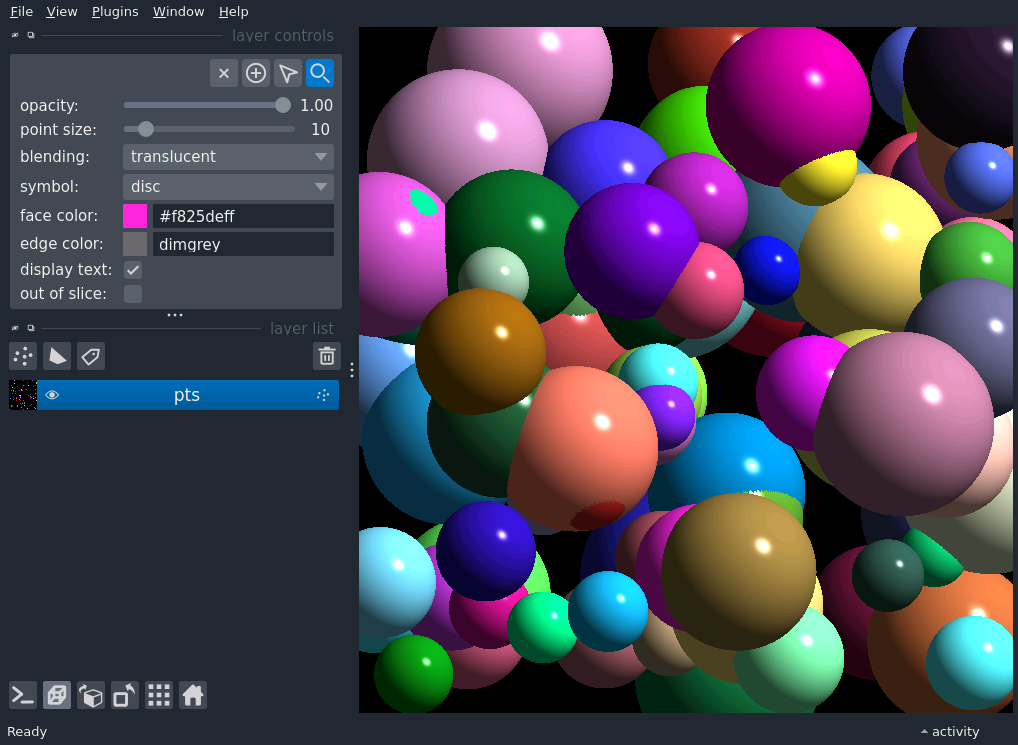 File View Plugins Window Help
layer controls
opacity: 1.00
point size: 10
blending: translucent
symbol: disc
face color: #f825deff
edge color: dimgrey
display text:
out of slice:
layer list
pts
Ready activity